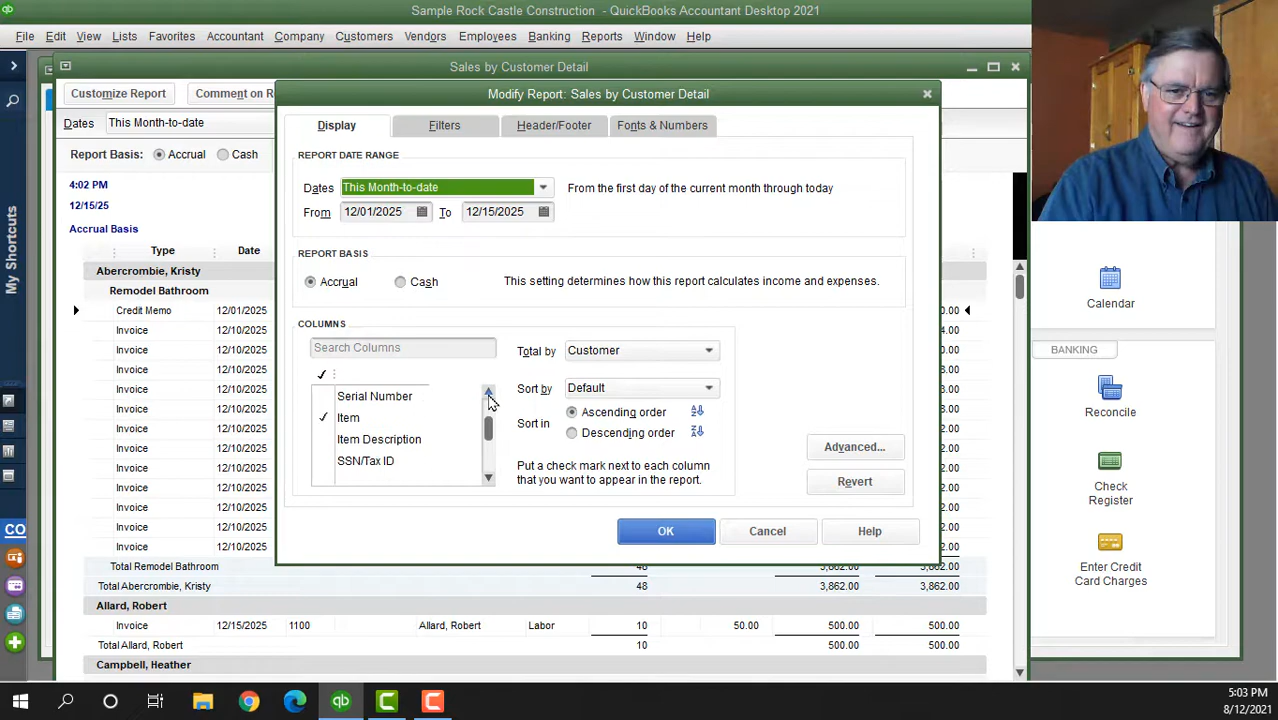 Sample Rock Castle Construction - QuickBooks Accountant Desktop 2021
File Edit View Lists Favorites Accountant Company Customers Vendors Employees Banking Reports Window Help
Sales by Customer Detail
Customize Report Comment on R
Modify Report: Sales by Customer Detail
Dates This Month-to-date
Display Filters Header/Footer Fonts & Numbers
Report Basis: Accrual Cash
REPORT DATE RANGE
4:02 PM
Dates This Month-to-date From the first day of the current month through today
12/15/25
From 12/01/2025 To 12/15/2025
Accrual Basis
Type Date
REPORT BASIS
Abercrombie, Kristy
Accrual Cash This setting determines how this report calculates income and expenses.
Remodel Bathroom
Credit Memo 12/01/2025
Invoice 12/10/2025
COLUMNS
Invoice 12/10/2025
Search Columns Total by Customer
Invoice 12/10/2025
Invoice 12/10/2025
Serial Number Sort by Default
Invoice 12/10/2025
Item Ascending order
Sort in
Invoice 12/10/2025
Item Description Descending order
Advanced...
Invoice 12/10/2025
SSN/Tax ID Put a check mark next to each column
that you want to appear in the report.
Invoice 12/10/2025
Revert
Invoice 12/10/2025
Invoice 12/10/2025
Invoice 12/10/2025
OK Cancel Help
Invoice 12/10/2025
Total Remodel Bathroom 48 3,862.00 3,862.00
Total Abercrombie, Kristy 48 3,862.00 3,862.00
Allard, Robert
Invoice 12/15/2025 1100 Allard, Robert Labor 10 50.00 500.00 500.00
Total Allard, Robert 10 500.00 500.00
Campbell, Heather
My Shortcuts
CO
Calendar
BANKING
Reconcile
Check
Register
Enter Credit
Card Charges
qb
C
C
5:03 PM
8/12/2021